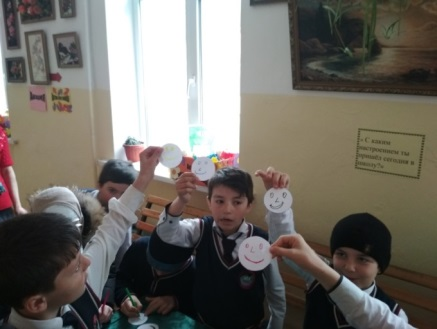 « С каким
настроением ты
пришёл сегодня в
школу?»